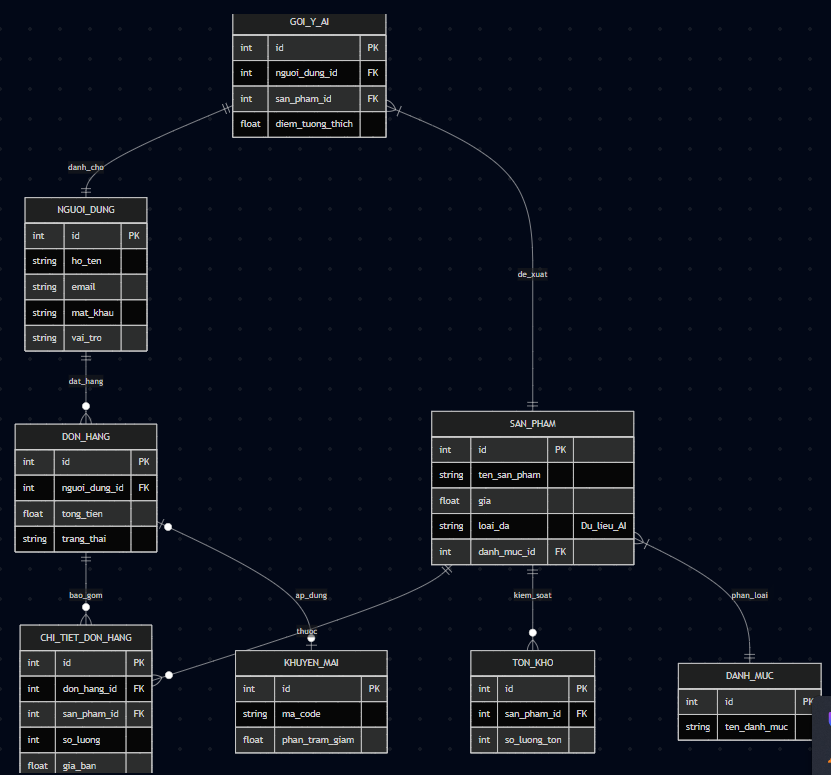 GOI_Y_AI
int id PK
int nguoi_dung_id FK
int san_pham_id FK
float diem_tuong_thich
danh_cho
NGUOI_DUNG
int id PK
string ho_ten
string email
string mat_khau
string vai_tro
de_xuat
dat_hang
DON_HANG
int id PK
int nguoi_dung_id FK
float tong_tien
string trang_thai
SAN_PHAM
int id PK
string ten_san_pham
float gia
string loai_da Du_lieu_AI
int danh_muc_id FK
bao_gom
ap_dung
kiem_soat
phan_loai
thuoc
CHI_TIET_DON_HANG
int id PK
int don_hang_id FK
int san_pham_id FK
int so_luong
float gia_ban
KHUYEN_MAI
int id PK
string ma_code
float phan_tram_giam
TON_KHO
int id PK
int san_pham_id FK
int so_luong_ton
DANH_MUC
int id PK
string ten_danh_muc